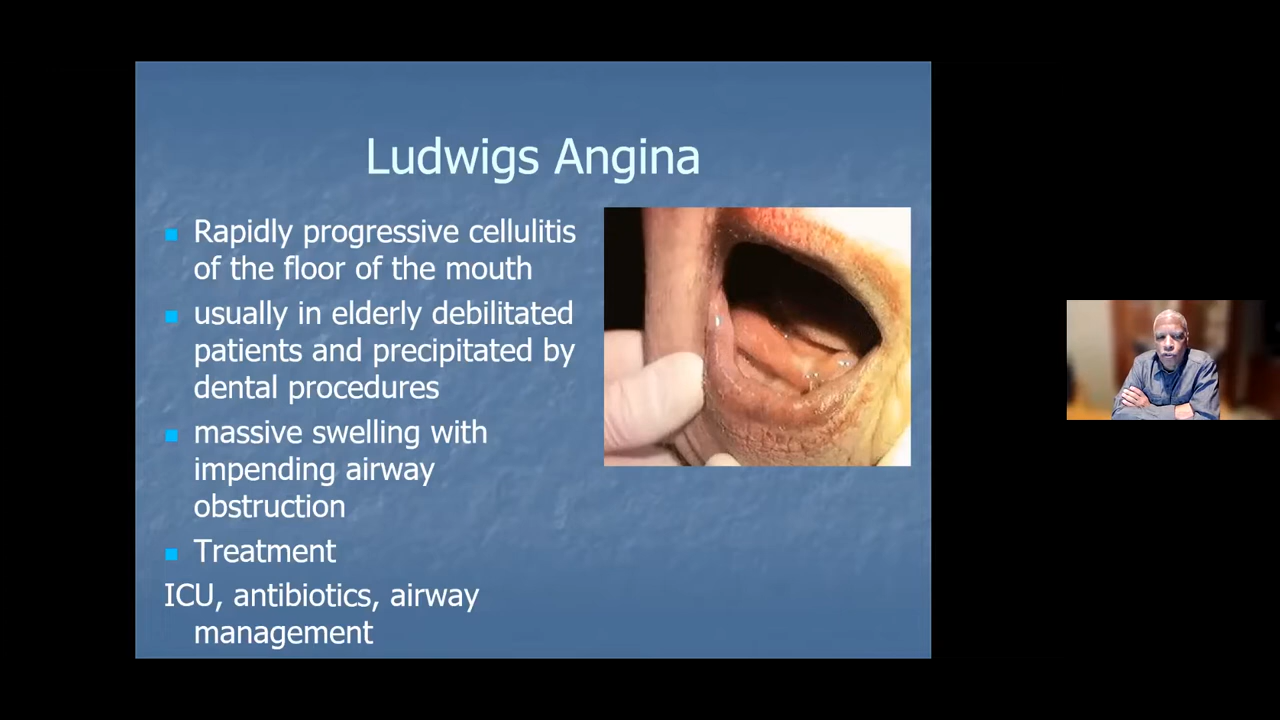 Ludwigs Angina
Rapidly progressive cellulitis
of the floor of the mouth
usually in elderly debilitated
patients and precipitated by
dental procedures
massive swelling with
impending airway
obstruction
Treatment
ICU, antibiotics, airway
management